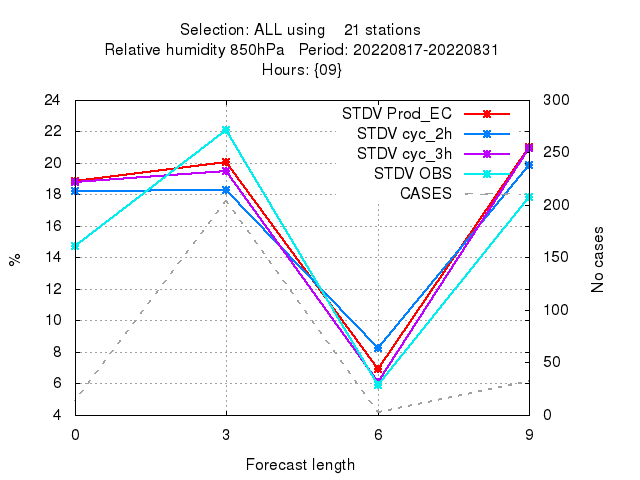 Selection: ALL using 21 stations
Relative humidity 850hPa Period: 20220817-20220831
Hours: {09}
24
22
20
18
16
14
12
10
8
6
4
%
300
250
200
150
100
50
0
No cases
STDV Prod_EC
STDV cyc_2h
STDV cyc_3h
STDV OBS
CASES
0 3 6 9
Forecast length